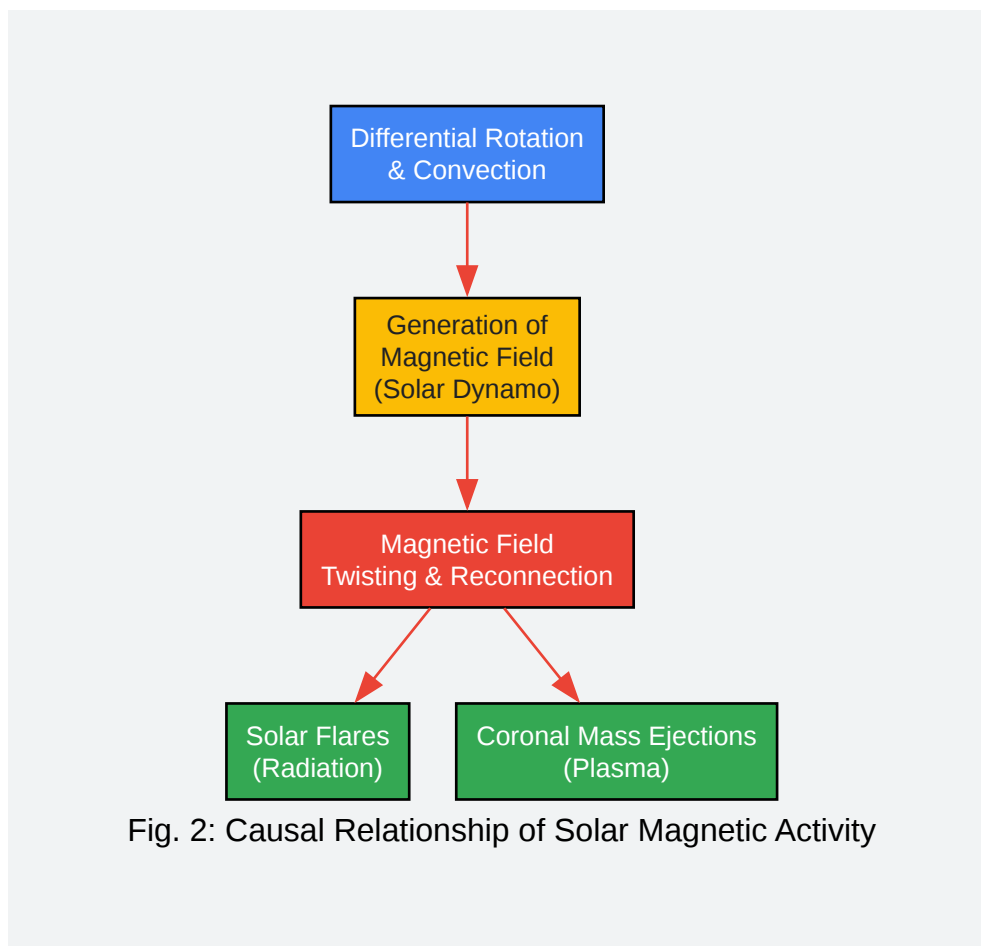 Differential Rotation
& Convection
Generation of
Magnetic Field
(Solar Dynamo)
Magnetic Field
Twisting & Reconnection
Solar Flares
(Radiation)
Coronal Mass Ejections
(Plasma)
Fig. 2: Causal Relationship of Solar Magnetic Activity